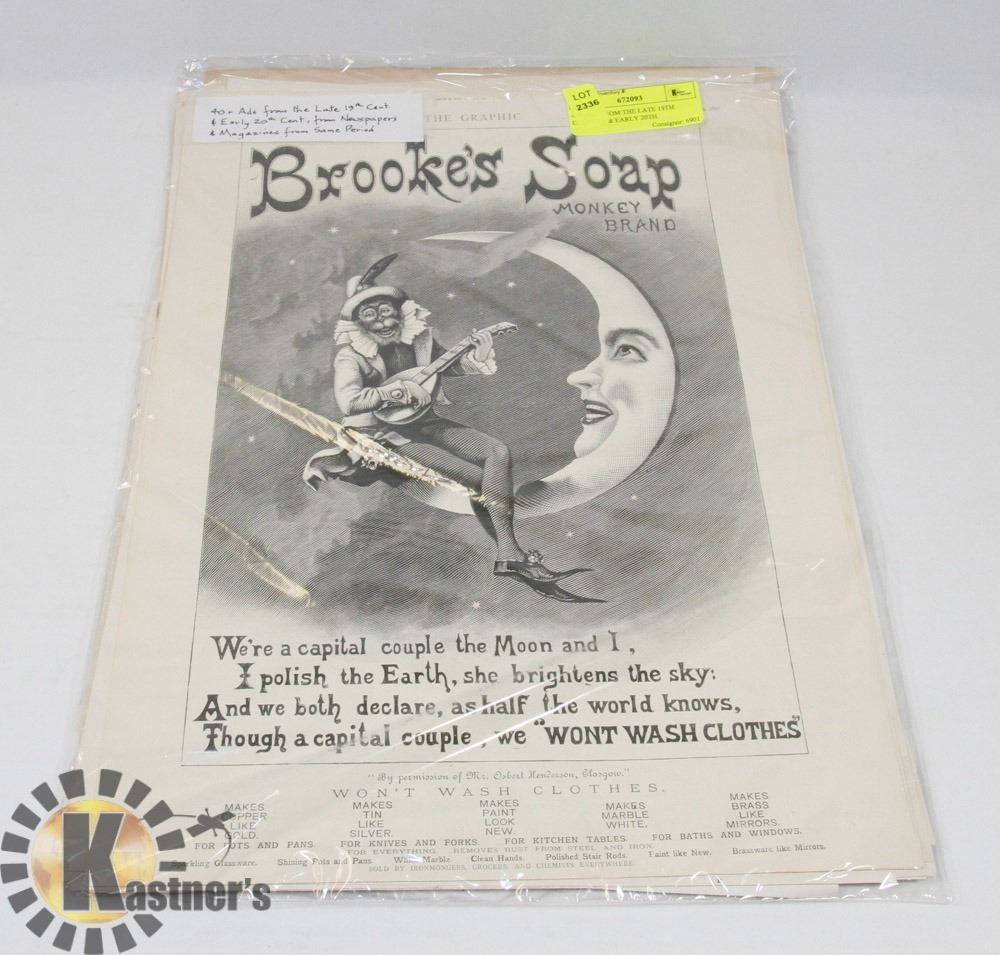 40+ Ads from the Late 19th Cent.
& Early 20th Cent., from Newspapers
& Magazines from Same Period
LOT
2336
672093
OM THE LATE 19TH
& EARLY 20TH
Consignor: 6901
THE GRAPHIC
Brooke's Soap
MONKEY
BRAND
We're a capital couple the Moon and I,
I polish the Earth, she brightens the sky:
And we both declare, as half the world knows,
Though a capital couple, we "WONT WASH CLOTHES"
"By permission of Mr. Osbert Henderson, Glasgow."
WON'T WASH CLOTHES.
MAKES COPPER LIKE GOLD.
MAKES TIN LIKE SILVER.
MAKES PAINT LOOK NEW.
MAKES MARBLE WHITE.
MAKES BRASS LIKE MIRRORS.
FOR POTS AND PANS. FOR KNIVES AND FORKS. FOR KITCHEN TABLES. FOR BATHS AND WINDOWS.
FOR EVERYTHING. REMOVES RUST FROM STEEL AND IRON.
Sparkling Glassware. Shining Pots and Pans. White Marble Clean Hands. Polished Stair Rods. Paint like New. Brassware like Mirrors.
SOLD BY IRONMONGERS, GROCERS AND CHEMISTS EVERYWHERE.
Kastner's